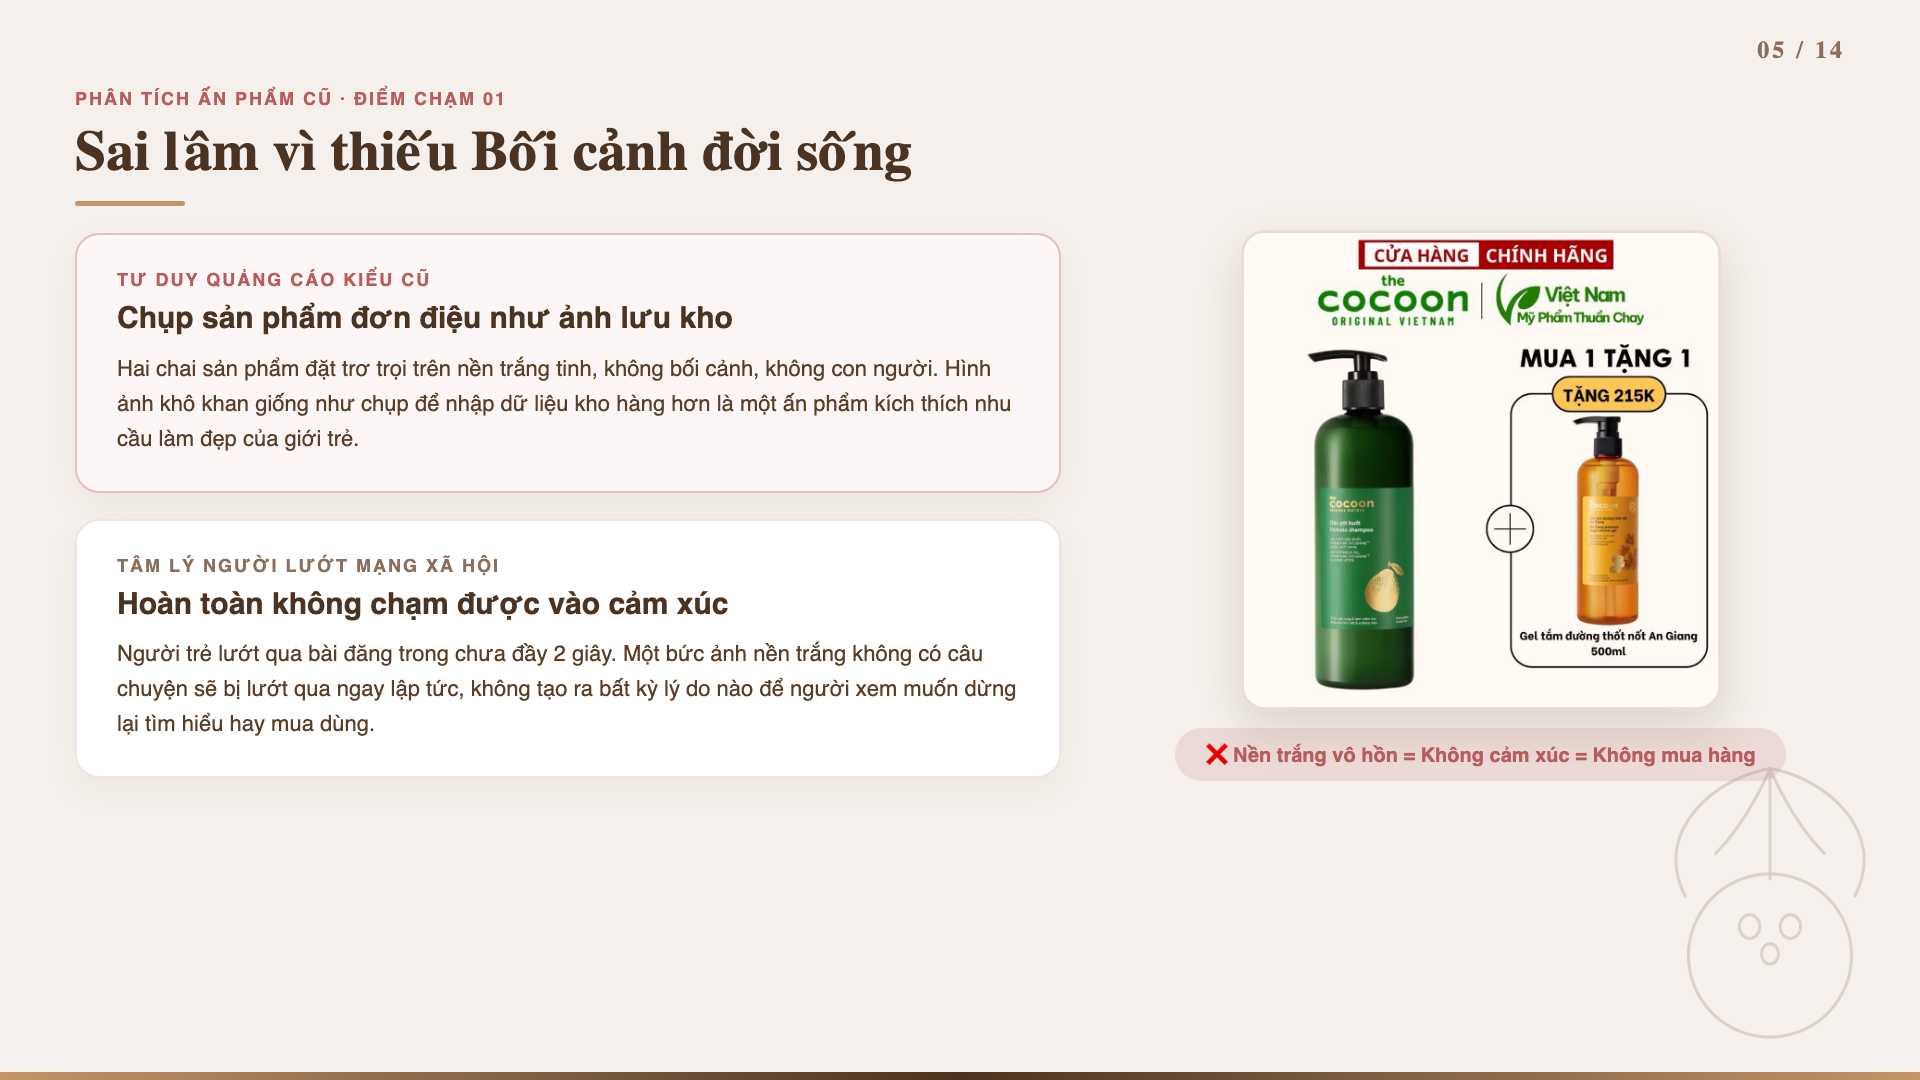 05 / 14
PHÂN TÍCH ẤN PHẨM CŨ · ĐIỂM CHẠM 01
Sai lầm vì thiếu Bối cảnh đời sống
TƯ DUY QUẢNG CÁO KIỂU CŨ
Chụp sản phẩm đơn điệu như ảnh lưu kho
Hai chai sản phẩm đặt trơ trọi trên nền trắng tinh, không bối cảnh, không con người. Hình
ảnh khô khan giống như chụp để nhập dữ liệu kho hàng hơn là một ấn phẩm kích thích nhu
cầu làm đẹp của giới trẻ.
TÂM LÝ NGƯỜI LƯỚT MẠNG XÃ HỘI
Hoàn toàn không chạm được vào cảm xúc
Người trẻ lướt qua bài đăng trong chưa đầy 2 giây. Một bức ảnh nền trắng không có câu
chuyện sẽ bị lướt qua ngay lập tức, không tạo ra bất kỳ lý do nào để người xem muốn dừng
lại tìm hiểu hay mua dùng.
CỬA HÀNG CHÍNH HÃNG
the
cocoon
ORIGINAL VIETNAM
Việt Nam
Mỹ Phẩm Thuần Chay
MUA 1 TẶNG 1
TẶNG 215K
cocoon
Pomelo shampoo
cocoon
Gel tắm đường thốt nốt An Giang
500ml
❌ Nền trắng vô hồn = Không cảm xúc = Không mua hàng